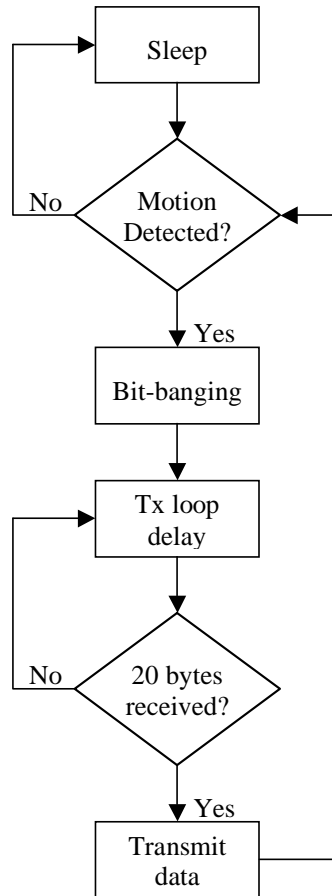 Sleep
No
Motion
Detected?
Yes
Bit-banging
Tx loop
delay
No
20 bytes
received?
Yes
Transmit
data